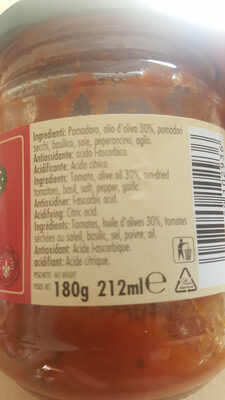 Ingredienti: Pomodoro, olio d'oliva 30%, pomodori
secchi, basilico, sale, peperoncino, aglio.
Antiossidante: acido l-ascorbico.
Acidificante: Acido citrico.
Ingredients: Tomato, olive oil 30%, sun-dried
tomatoes, basil, salt, pepper, garlic.
Antioxidiser: l-ascorbic acid.
Acidifying: Citric acid.
Ingredients: Tomates, huile d'olives 30%, tomates
séchées au soleil, basilic, sel, poivre, ail.
Antioxidant: Acide l-ascorbique.
acidifiant: Acide citrique.
PESO NETTO - NET WEIGHT
POIDS NET
180g 212ml e